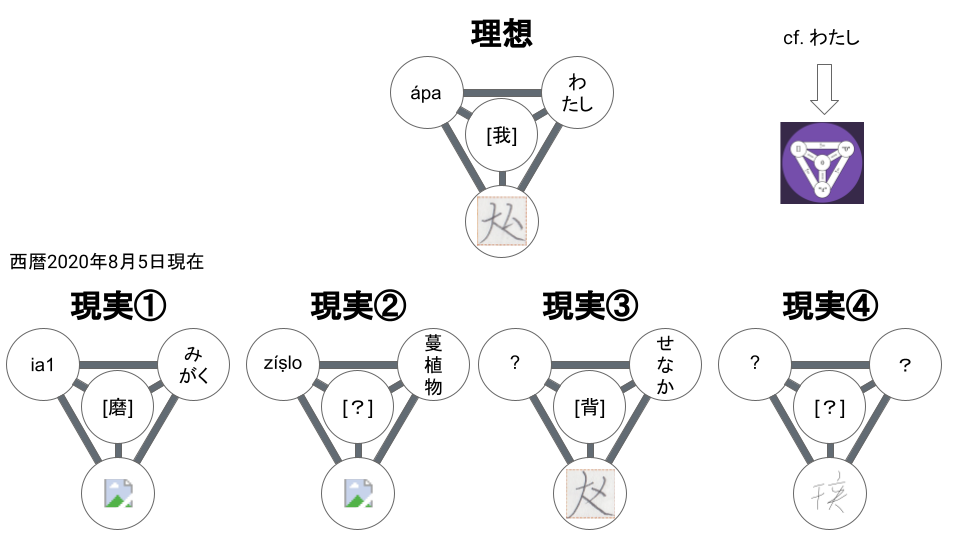 理想
cf. わたし
ápa
わ
たし
[我]
西暦2020年8月5日現在
現実①
現実②
現実③
現実④
ia1
み
がく
[磨]
zíṣlo
蔓
植
物
[？]
?
せ
な
か
[背]
?
？
[？]